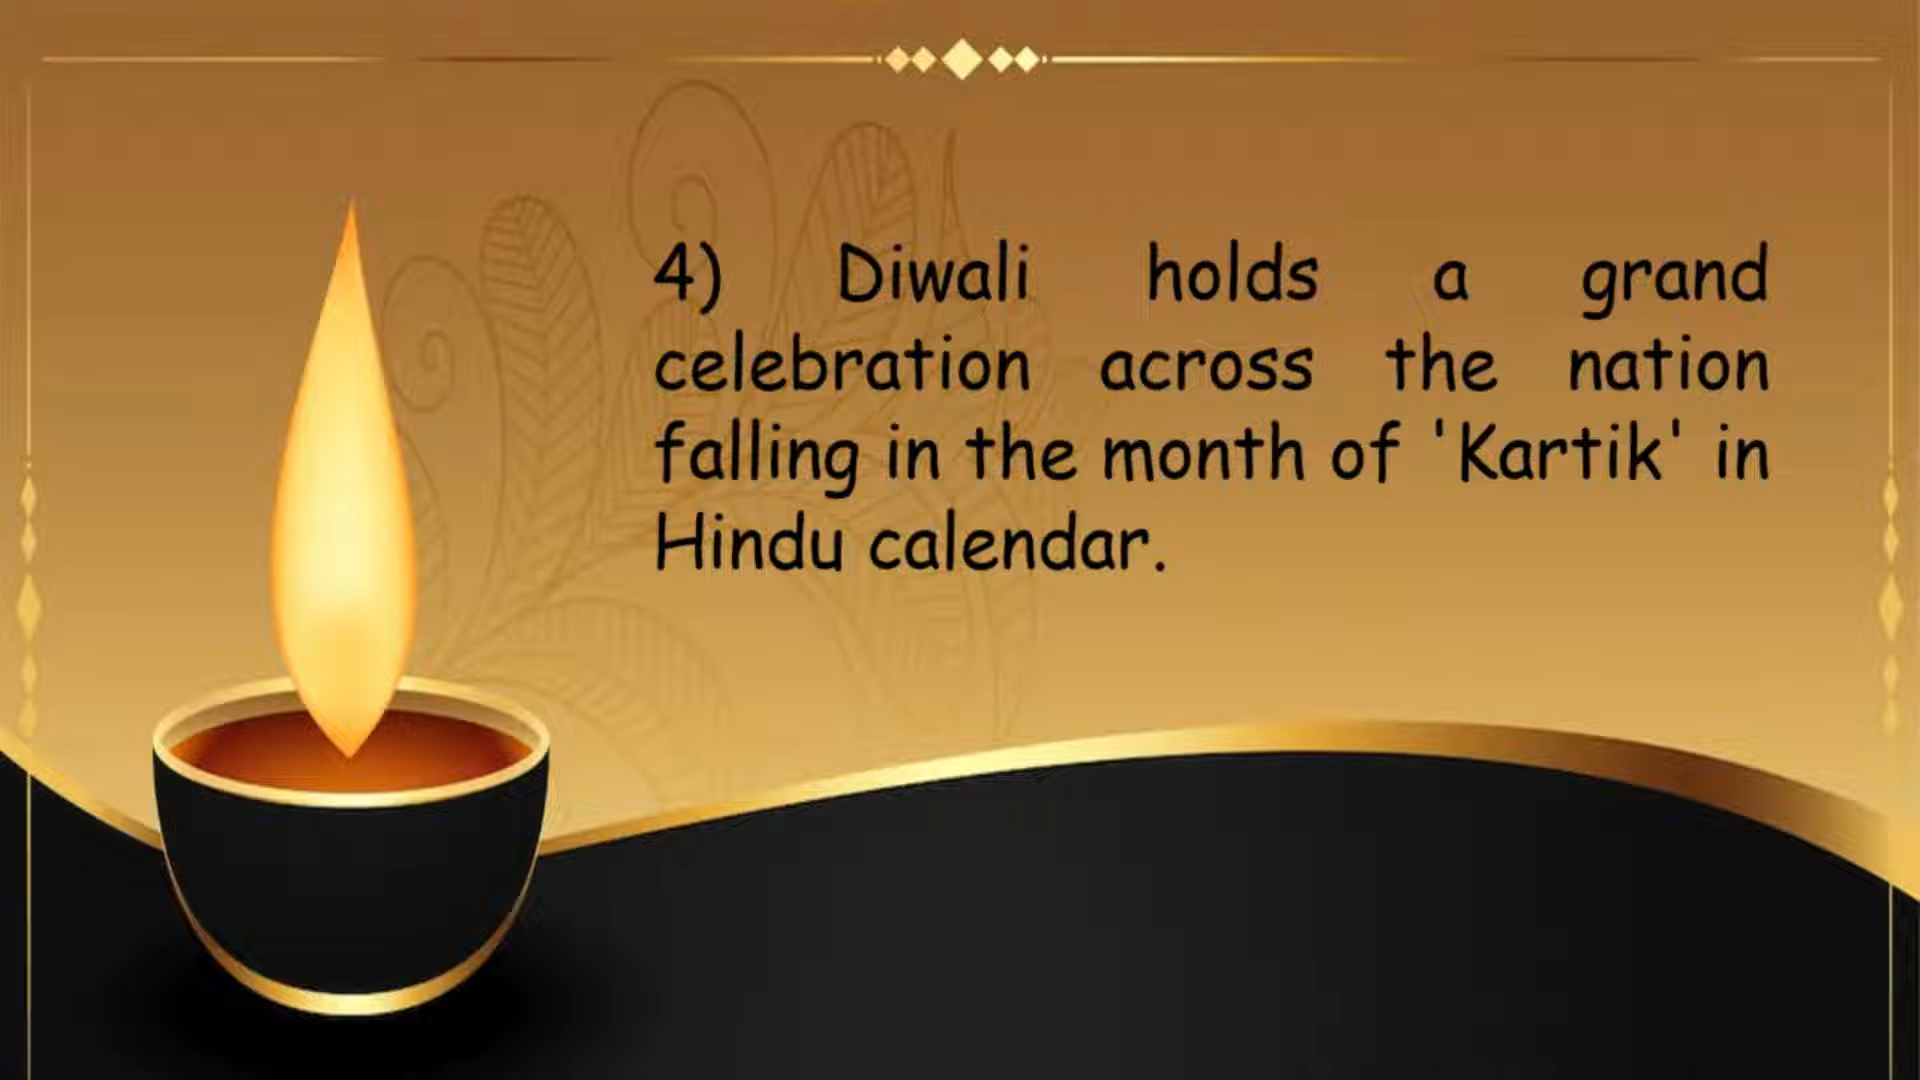 4) Diwali holds a grand
celebration across the nation
falling in the month of 'Kartik' in
Hindu calendar.